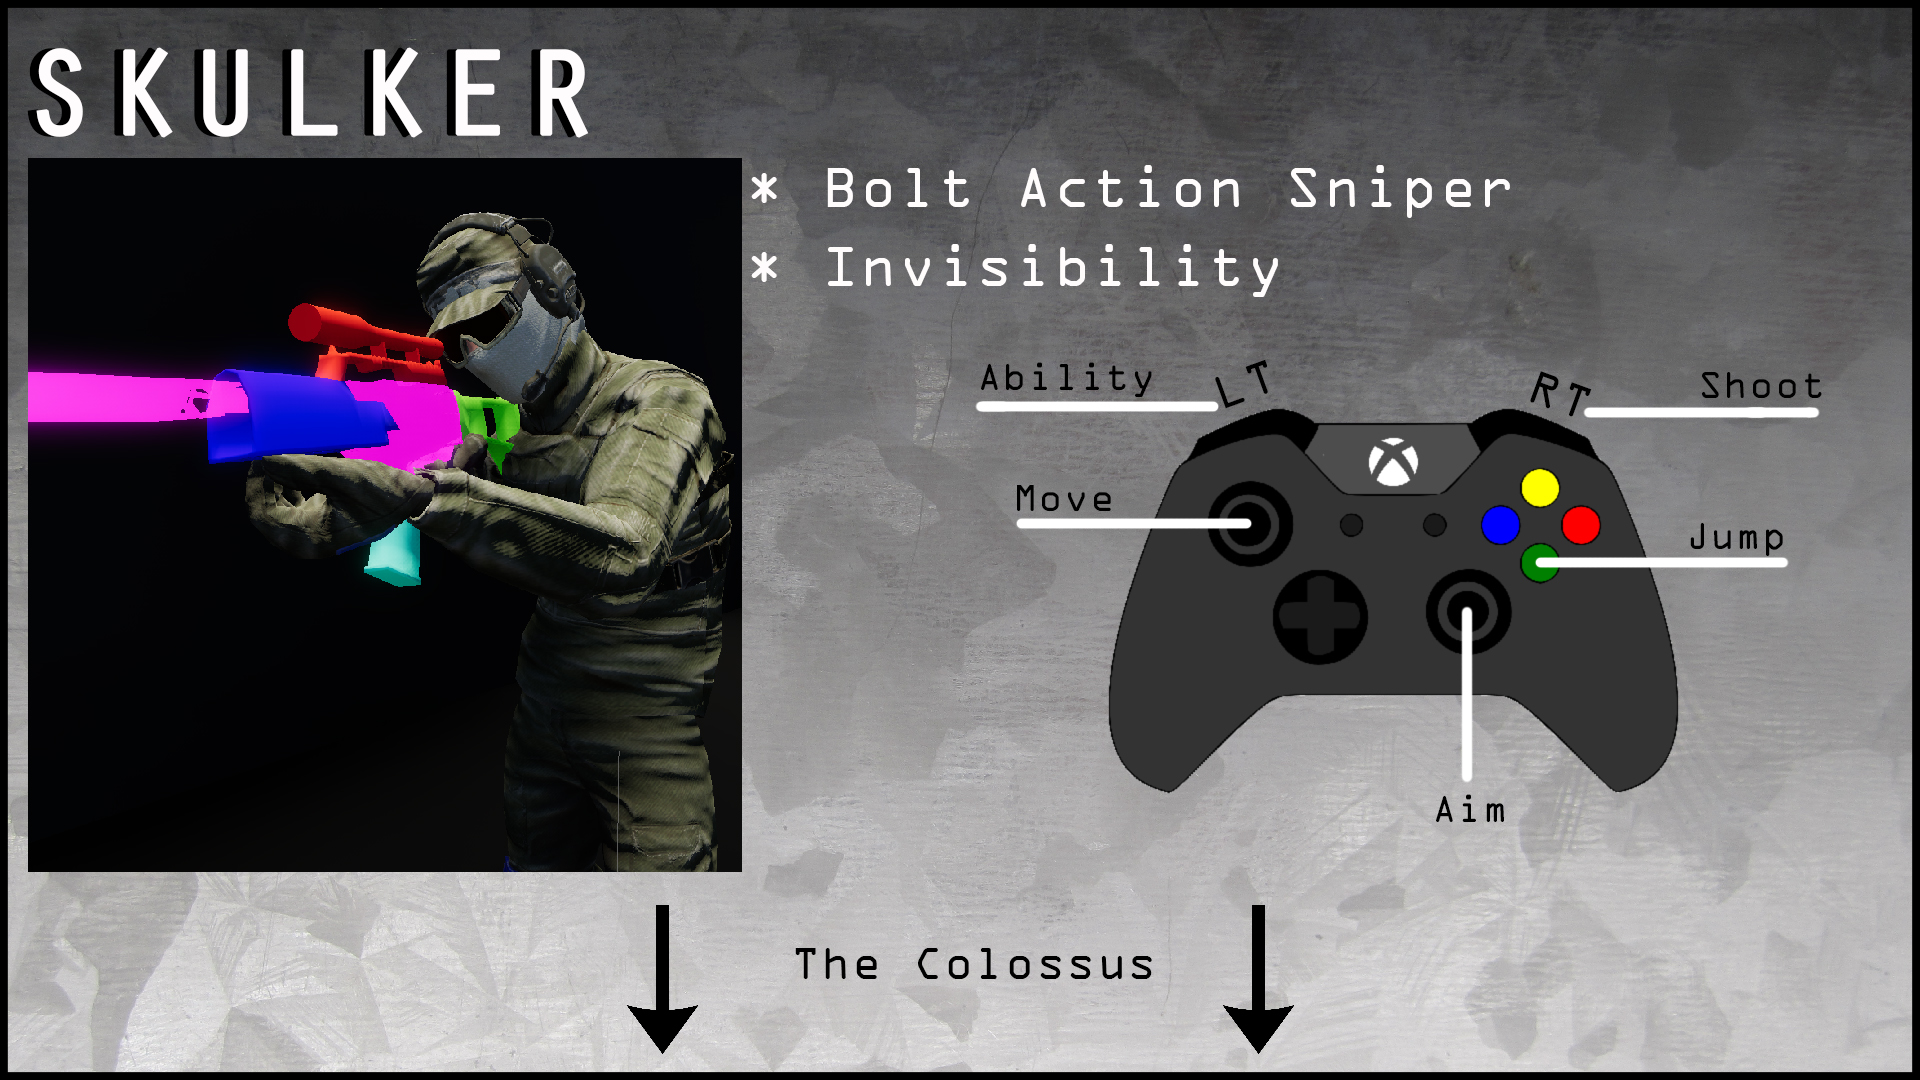 SKULKER
* Bolt Action Sniper
* Invisibility
Ability
LT
RT
Shoot
Move
Jump
Aim
The Colossus